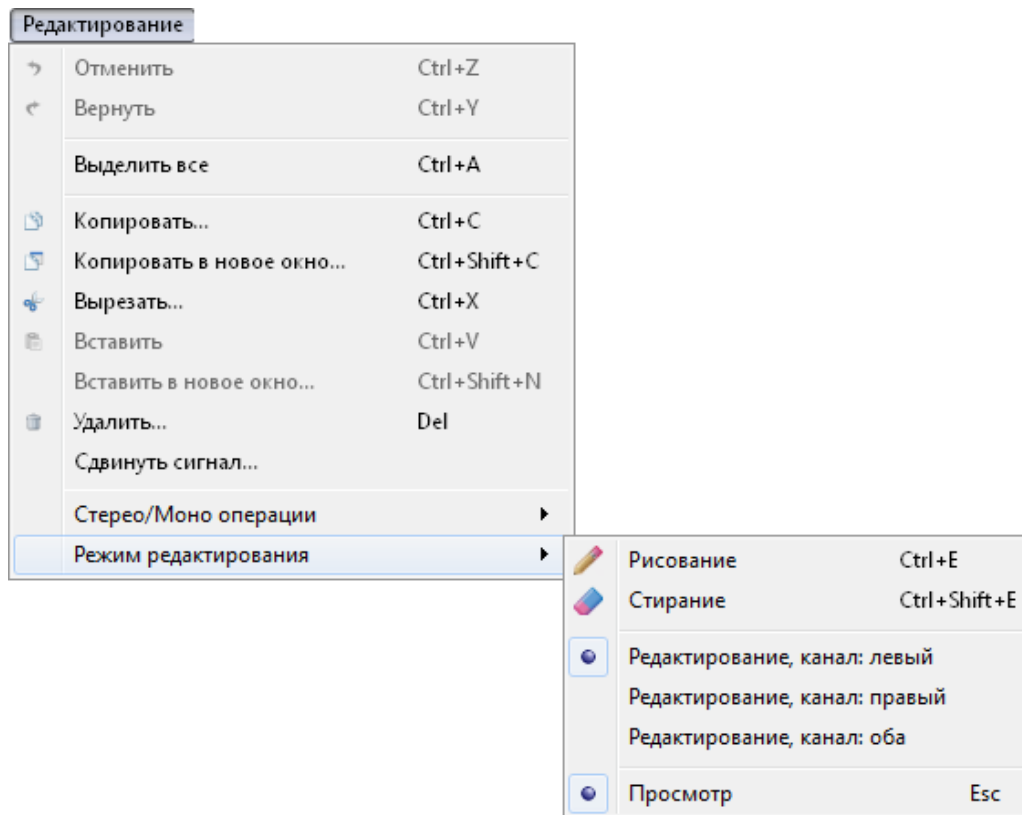 Редактирование
Отменить Ctrl+Z
Вернуть Ctrl+Y
Выделить все Ctrl+A
Копировать... Ctrl+C
Копировать в новое окно... Ctrl+Shift+C
Вырезать... Ctrl+X
Вставить Ctrl+V
Вставить в новое окно... Ctrl+Shift+N
Удалить... Del
Сдвинуть сигнал...
Стерео/Моно операции
Режим редактирования
Рисование Ctrl+E
Стирание Ctrl+Shift+E
Редактирование, канал: левый
Редактирование, канал: правый
Редактирование, канал: оба
Просмотр Esc